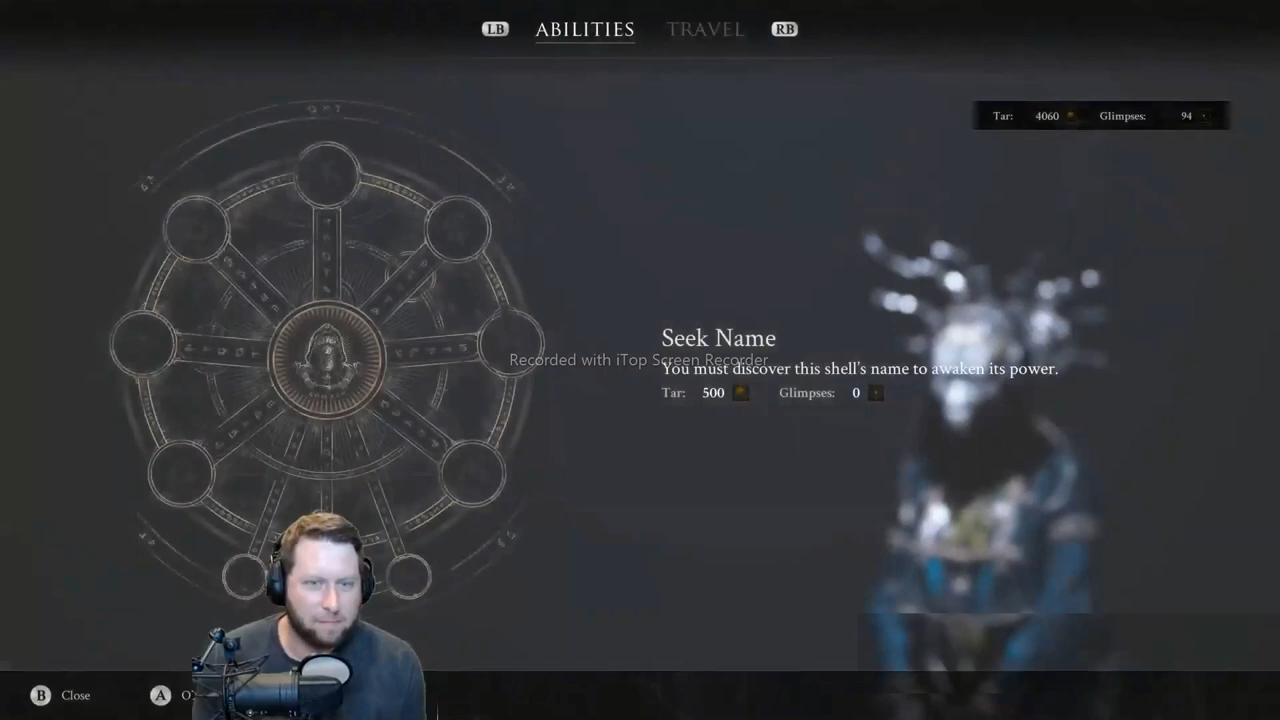 LB ABILITIES TRAVEL RB
Tar: 4060 Glimpses: 94
Seek Name
Recorded with iTop Screen Recorder
You must discover this shell's name to awaken its power.
Tar: 500 Glimpses: 0
B Close A